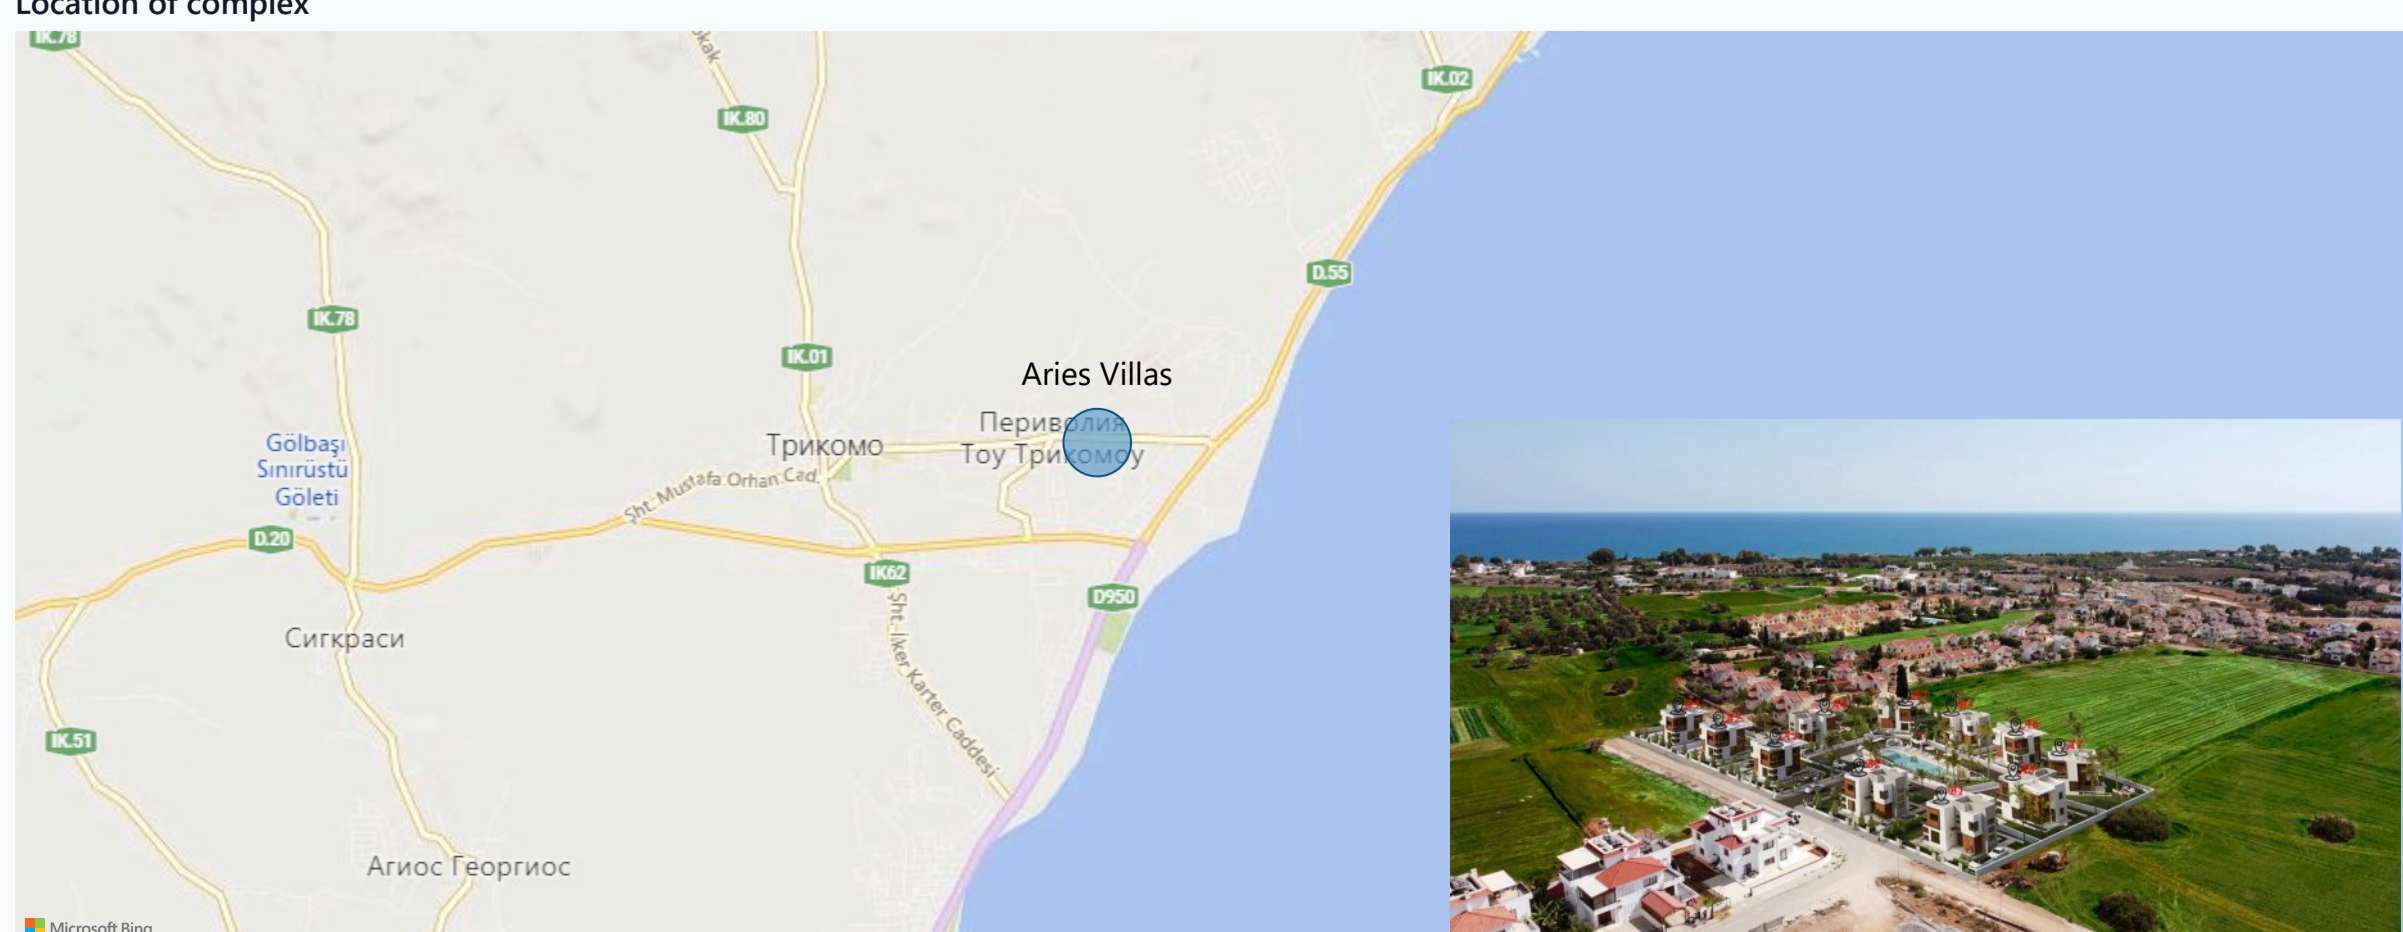 Location of complex
IK.78
okak
IK.80
IK.02
D.55
IK.78
IK.01
Aries Villas
Периволия
Тоу Трикомоу
Трикомо
Gölbaşı
Sınırüstü
Göleti
Şht. Mustafa Orhan Cad.
D.20
IK62
D950
Şht. İlker Karter Caddesi
Сигкраси
IK.51
Агиос Георгиос
Microsoft Bing
B1